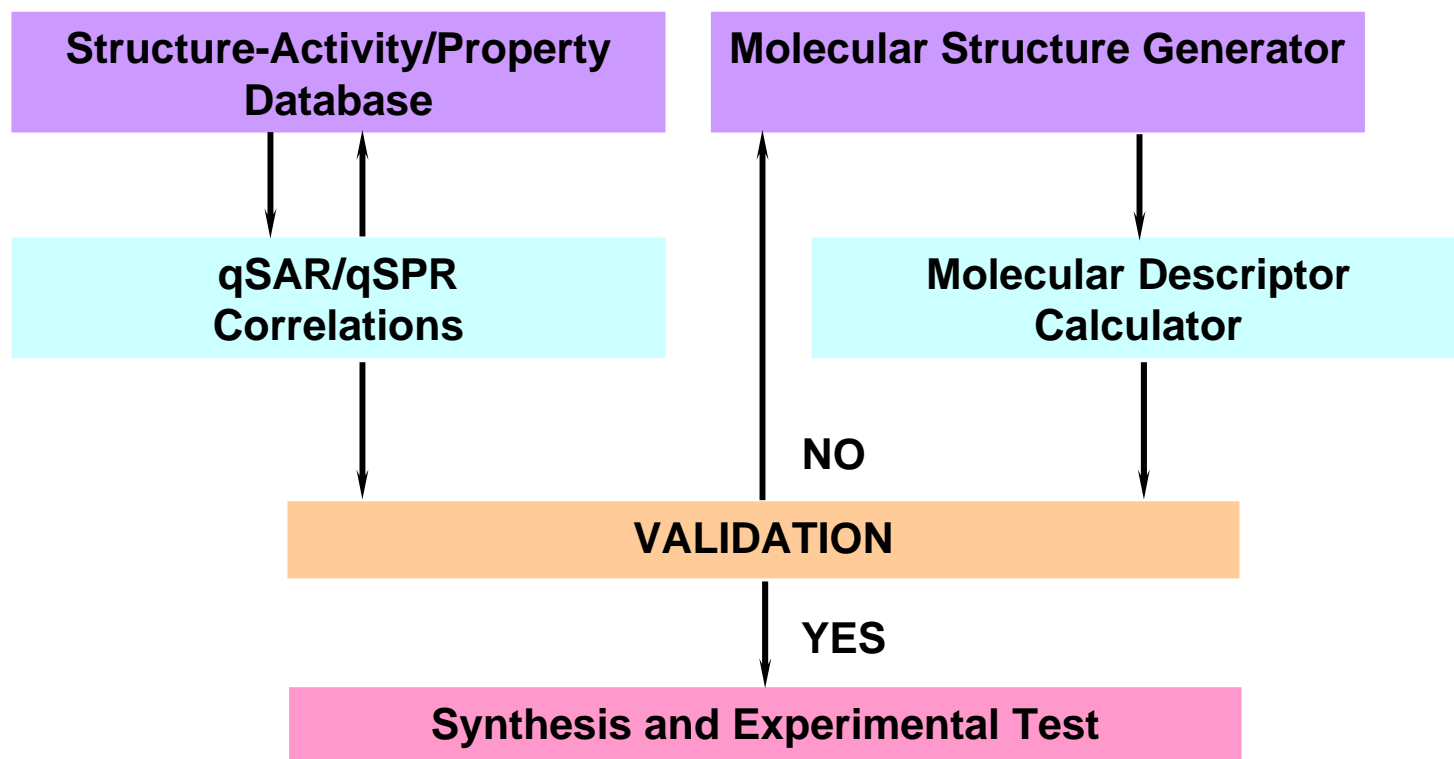 Structure-Activity/Property
Database
Molecular Structure Generator
qSAR/qSPR
Correlations
Molecular Descriptor
Calculator
NO
VALIDATION
YES
Synthesis and Experimental Test